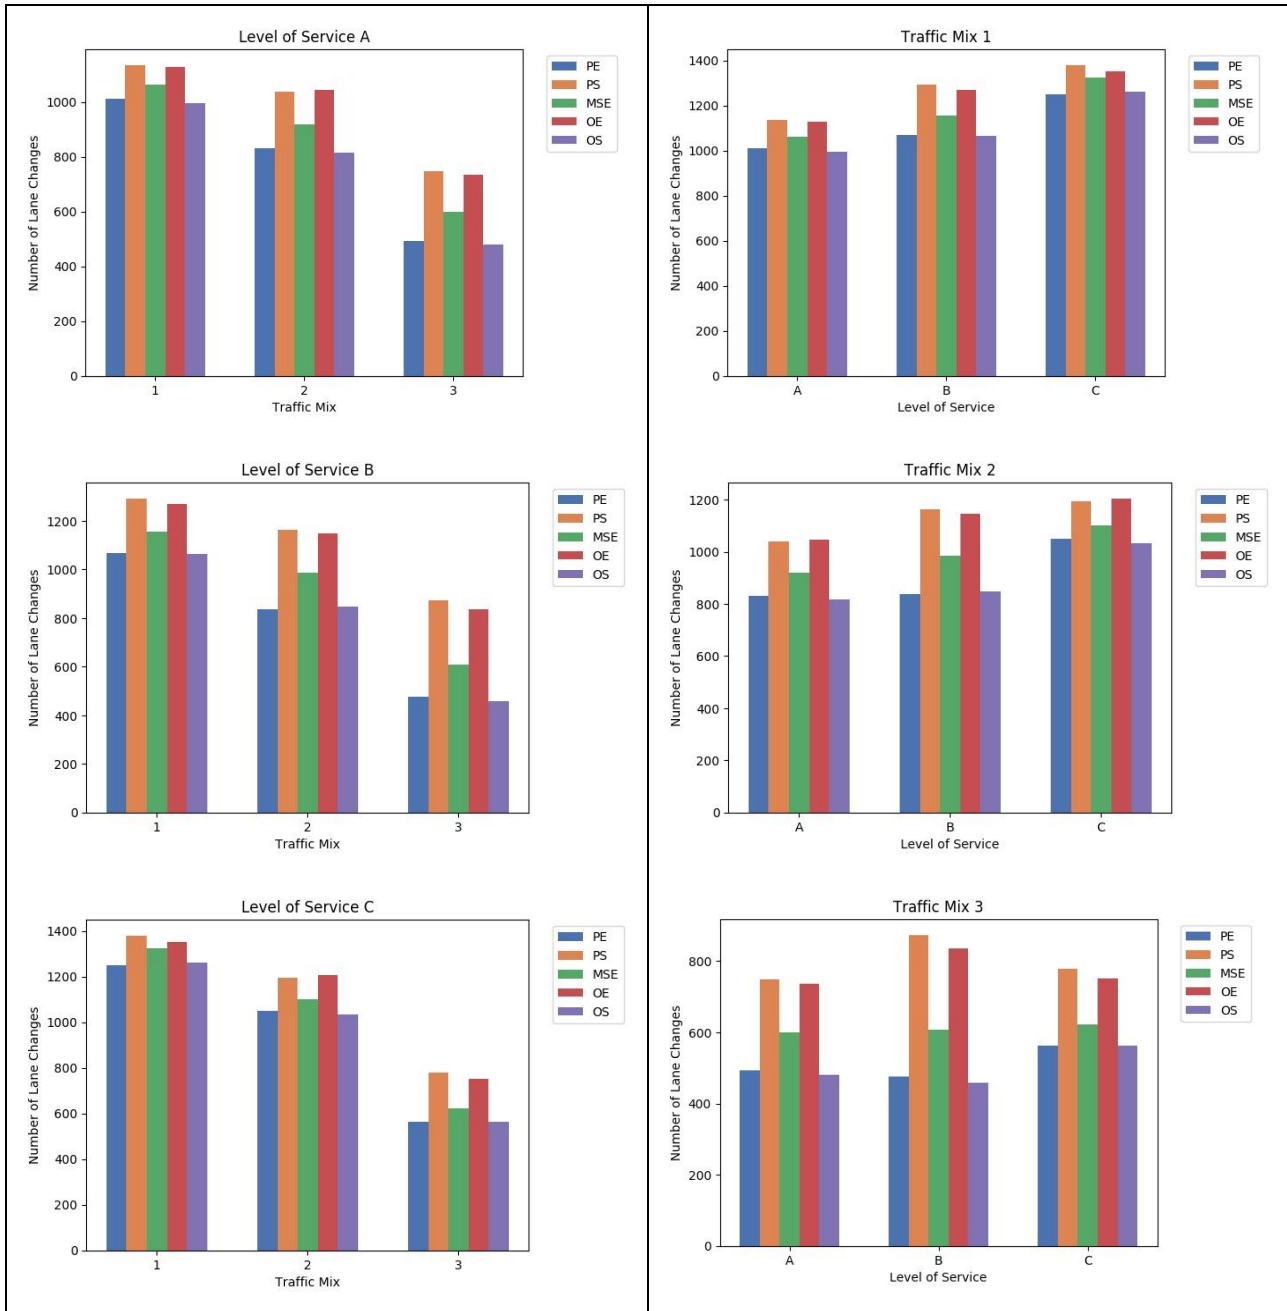 Level of Service A
Number of Lane Changes
1000
800
600
400
200
0
1 2 3
Traffic Mix
PE
PS
MSE
OE
OS
Traffic Mix 1
Number of Lane Changes
1400
1200
1000
800
600
400
200
0
A B C
Level of Service
PE
PS
MSE
OE
OS
Level of Service B
Number of Lane Changes
1200
1000
800
600
400
200
0
1 2 3
Traffic Mix
PE
PS
MSE
OE
OS
Traffic Mix 2
Number of Lane Changes
1200
1000
800
600
400
200
0
A B C
Level of Service
PE
PS
MSE
OE
OS
Level of Service C
Number of Lane Changes
1400
1200
1000
800
600
400
200
0
1 2 3
Traffic Mix
PE
PS
MSE
OE
OS
Traffic Mix 3
Number of Lane Changes
800
600
400
200
0
A B C
Level of Service
PE
PS
MSE
OE
OS